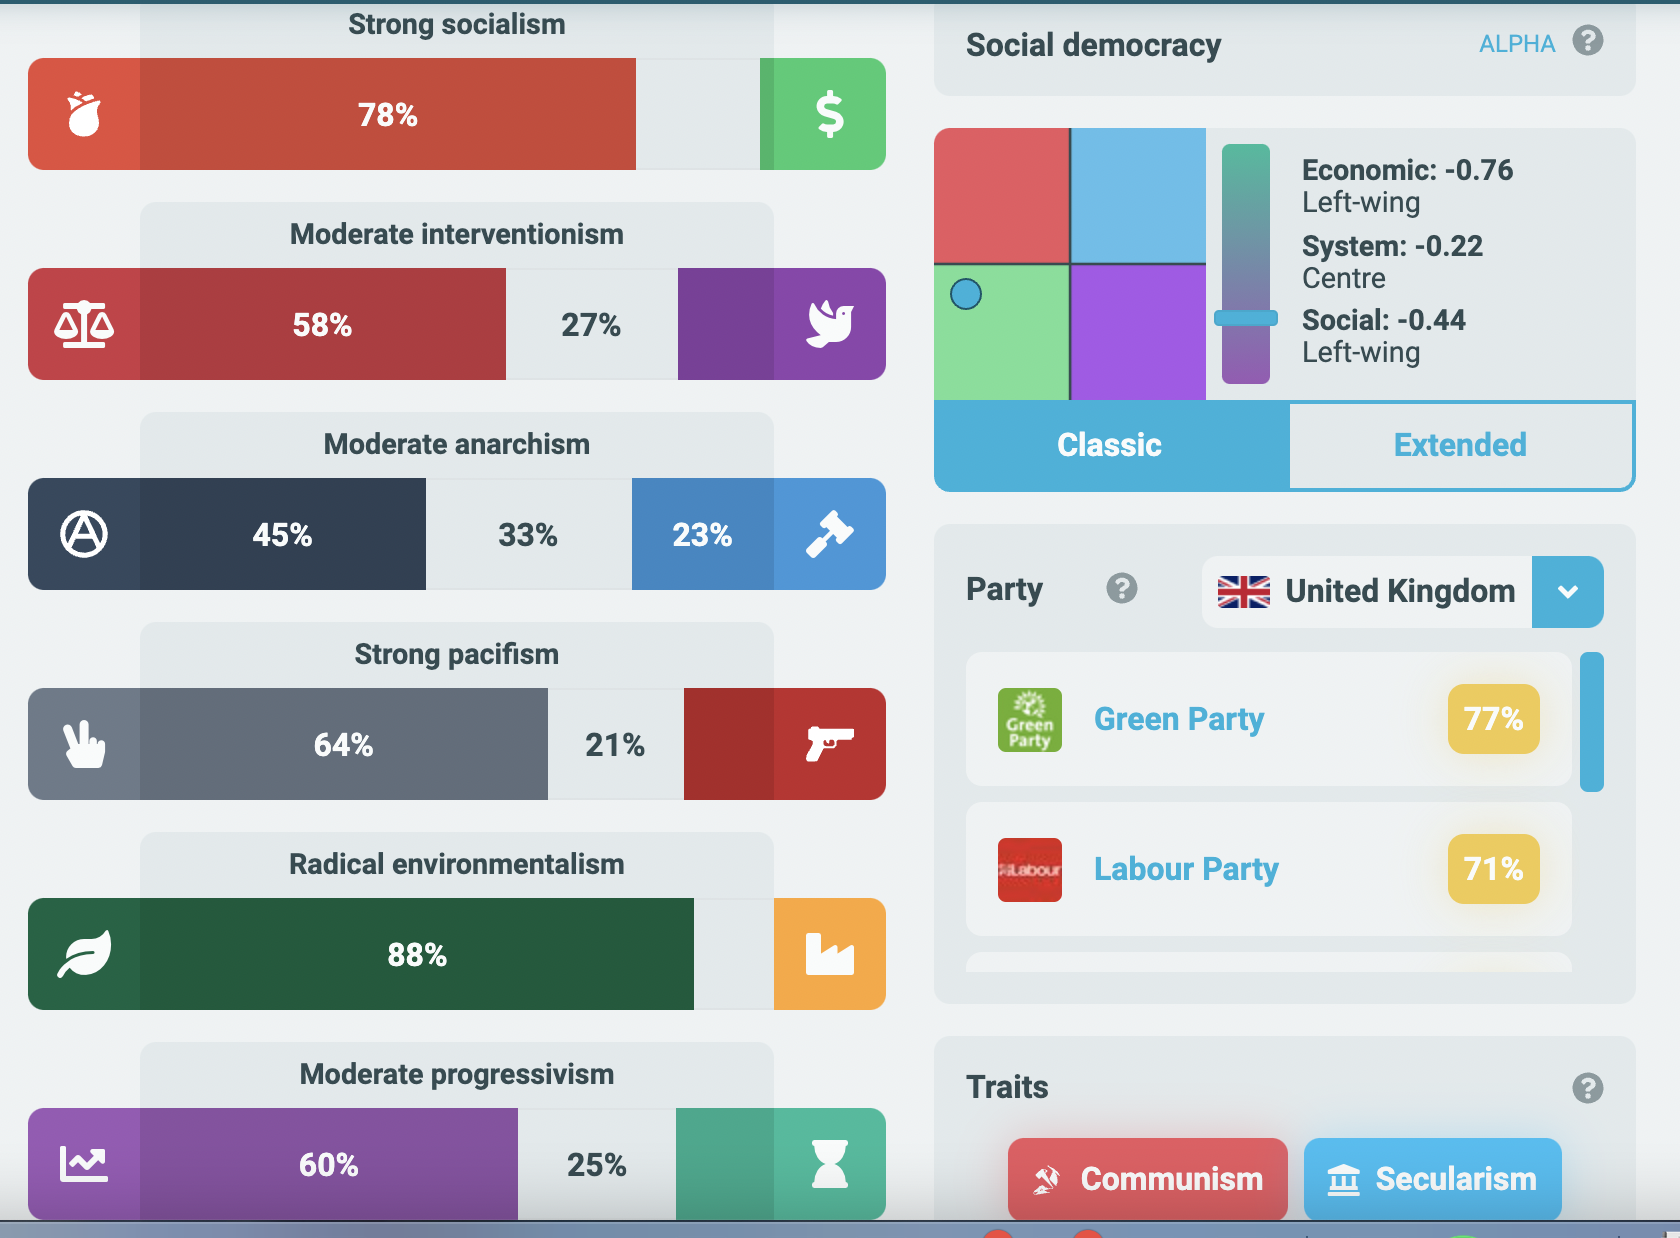 Strong socialism
78%
$
Moderate interventionism
58%
27%
Moderate anarchism
45%
33%
23%
Strong pacifism
64%
21%
Radical environmentalism
88%
Moderate progressivism
60%
25%
Social democracy
ALPHA
?
Economic: -0.76
Left-wing
System: -0.22
Centre
Social: -0.44
Left-wing
Classic
Extended
Party
?
United Kingdom
Green
Party
Green Party
77%
Labour
Labour Party
71%
Traits
?
Communism
Secularism